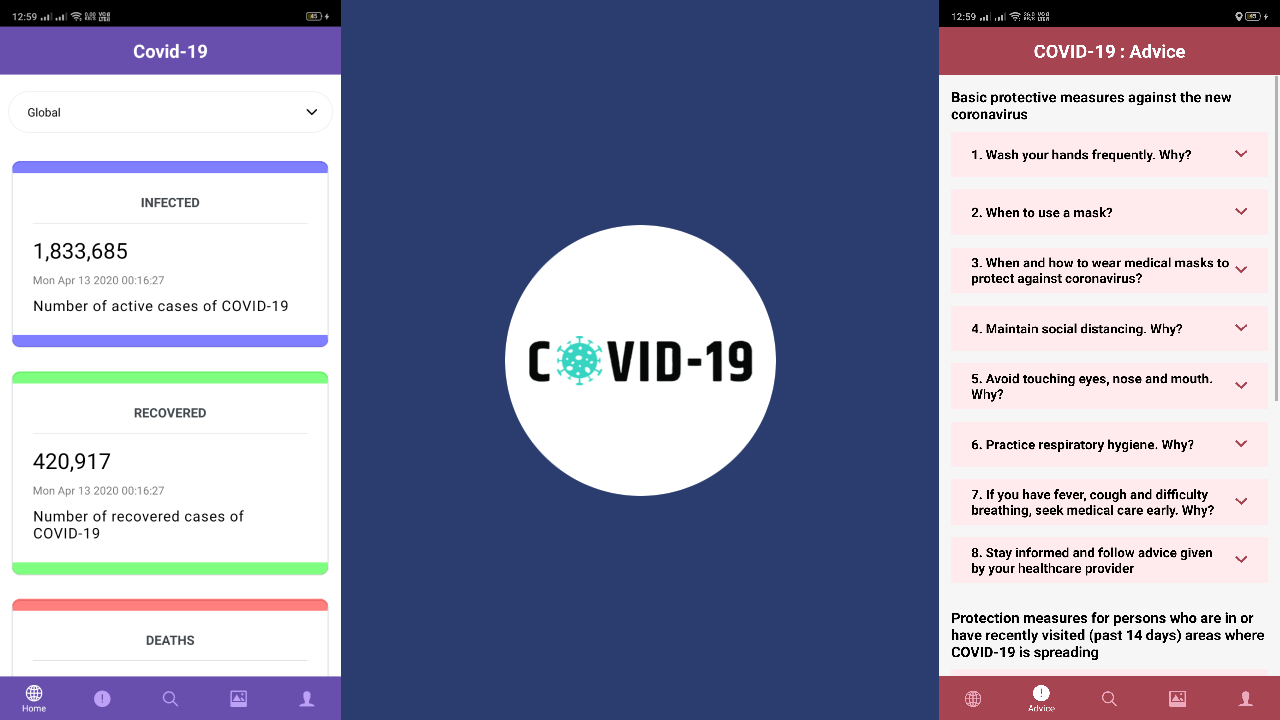 12:59
0.00 KB/S
VoD LTED
45
Covid-19
Global
INFECTED
1,833,685
Mon Apr 13 2020 00:16:27
Number of active cases of COVID-19
RECOVERED
420,917
Mon Apr 13 2020 00:16:27
Number of recovered cases of
COVID-19
DEATHS
Home
COVID-19
12:59
45
COVID-19 : Advice
Basic protective measures against the new
coronavirus
1. Wash your hands frequently. Why?
2. When to use a mask?
3. When and how to wear medical masks to
protect against coronavirus?
4. Maintain social distancing. Why?
5. Avoid touching eyes, nose and mouth.
Why?
6. Practice respiratory hygiene. Why?
7. If you have fever, cough and difficulty
breathing, seek medical care early. Why?
8. Stay informed and follow advice given
by your healthcare provider
Protection measures for persons who are in or
have recently visited (past 14 days) areas where
COVID-19 is spreading
Advice